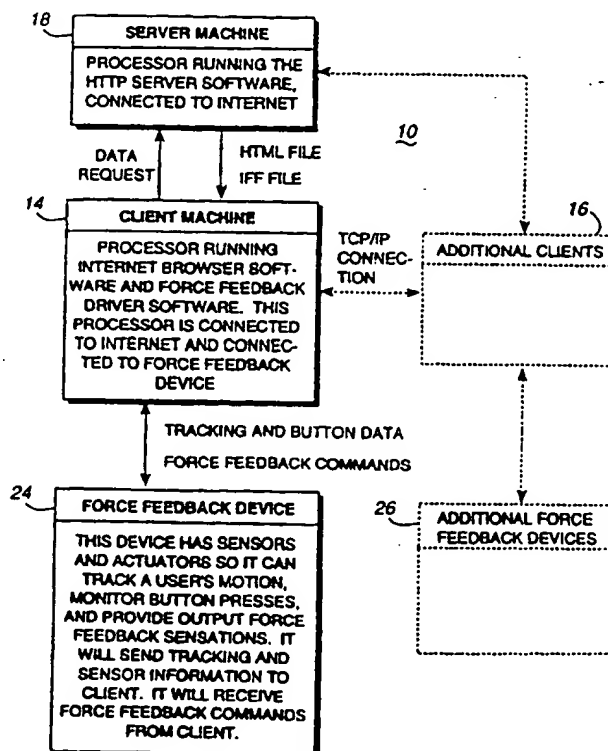 18
SERVER MACHINE
PROCESSOR RUNNING THE
HTTP SERVER SOFTWARE,
CONNECTED TO INTERNET
10
DATA
REQUEST
HTML FILE
IFF FILE
14
CLIENT MACHINE
PROCESSOR RUNNING
INTERNET BROWSER SOFT-
WARE AND FORCE FEEDBACK
DRIVER SOFTWARE. THIS
PROCESSOR IS CONNECTED
TO INTERNET AND CONNEC-
TED TO FORCE FEEDBACK
DEVICE
TCP/IP
CONNEC-
TION
16
ADDITIONAL CLIENTS
TRACKING AND BUTTON DATA
FORCE FEEDBACK COMMANDS
24
FORCE FEEDBACK DEVICE
THIS DEVICE HAS SENSORS
AND ACTUATORS SO IT CAN
TRACK A USER'S MOTION,
MONITOR BUTTON PRESSES,
AND PROVIDE OUTPUT FORCE
FEEDBACK SENSATIONS. IT
WILL SEND TRACKING AND
SENSOR INFORMATION TO
CLIENT. IT WILL RECEIVE
FORCE FEEDBACK COMMANDS
FROM CLIENT.
26
ADDITIONAL FORCE
FEEDBACK DEVICES